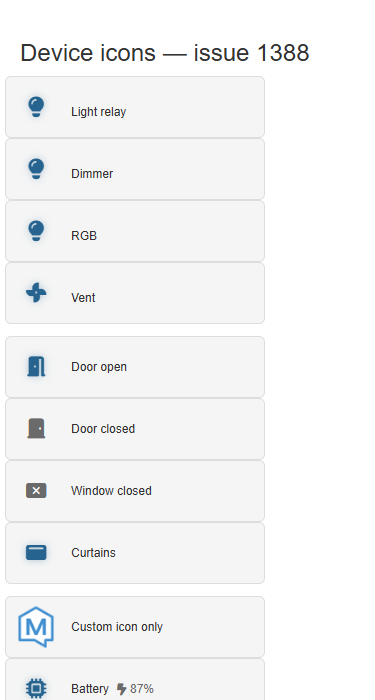 Device icons — issue 1388
Light relay
Dimmer
RGB
Vent
Door open
Door closed
Window closed
Curtains
M
Custom icon only
Battery 87%